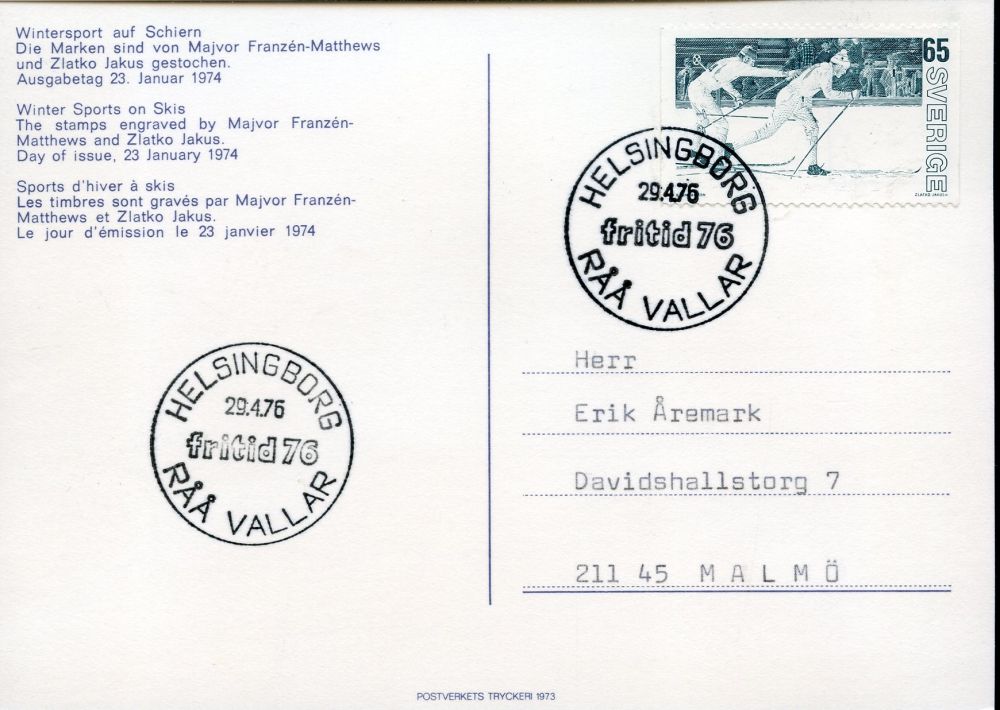 Wintersport auf Schiern
Die Marken sind von Majvor Franzén-Matthews
und Zlatko Jakus gestochen.
Ausgabetag 23. Januar 1974
Winter Sports on Skis
The stamps engraved by Majvor Franzén-
Matthews and Zlatko Jakus.
Day of issue, 23 January 1974
Sports d'hiver à skis
Les timbres sont gravés par Majvor Franzén-
Matthews et Zlatko Jakus.
Le jour d'émission le 23 janvier 1974
65
SVERIGE
ZLATKO JAKUS
HELSINGBORG
29.4.76
fritid 76
RÅÅ VALLAR
HELSINGBORG
29.4.76
fritid 76
RÅÅ VALLAR
Herr
Erik Åremark
Davidshallstorg 7
211 45 MALMÖ
POSTVERKETS TRYCKERI 1973